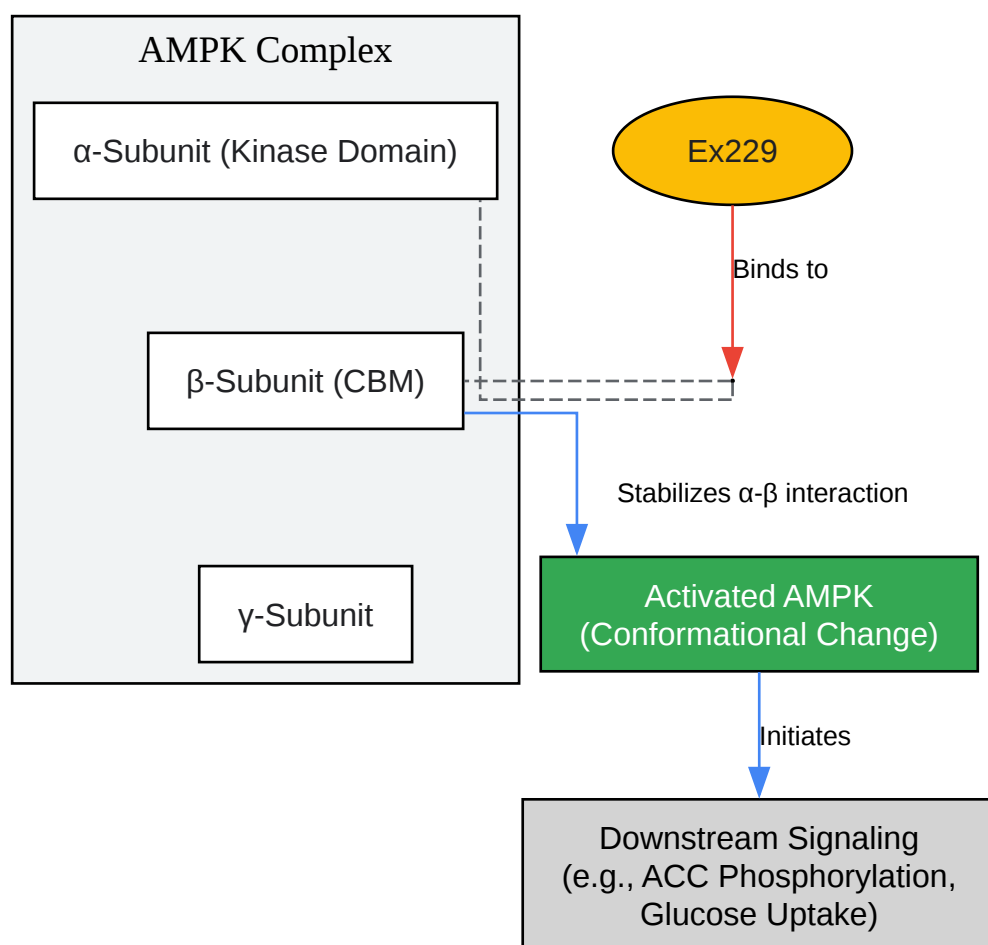 AMPK Complex
α-Subunit (Kinase Domain)
Ex229
Binds to
β-Subunit (CBM)
Stabilizes α-β interaction
γ-Subunit
Activated AMPK
(Conformational Change)
Initiates
Downstream Signaling
(e.g., ACC Phosphorylation,
Glucose Uptake)